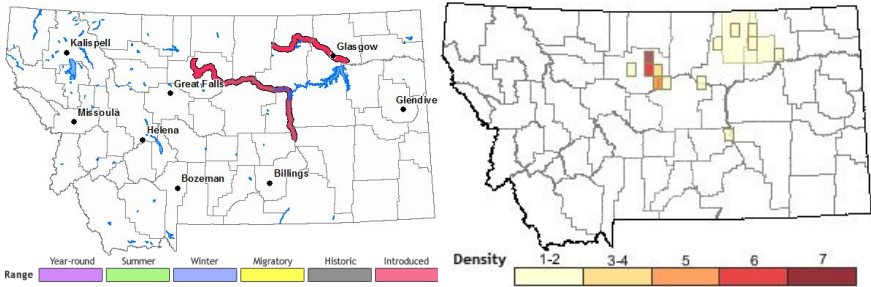 Kalispell
Glasgow
Great Falls
Glendive
Missoula
Helena
Bozeman
Billings
Range Year-round Summer Winter Migratory Historic Introduced
Density 1-2 3-4 5 6 7